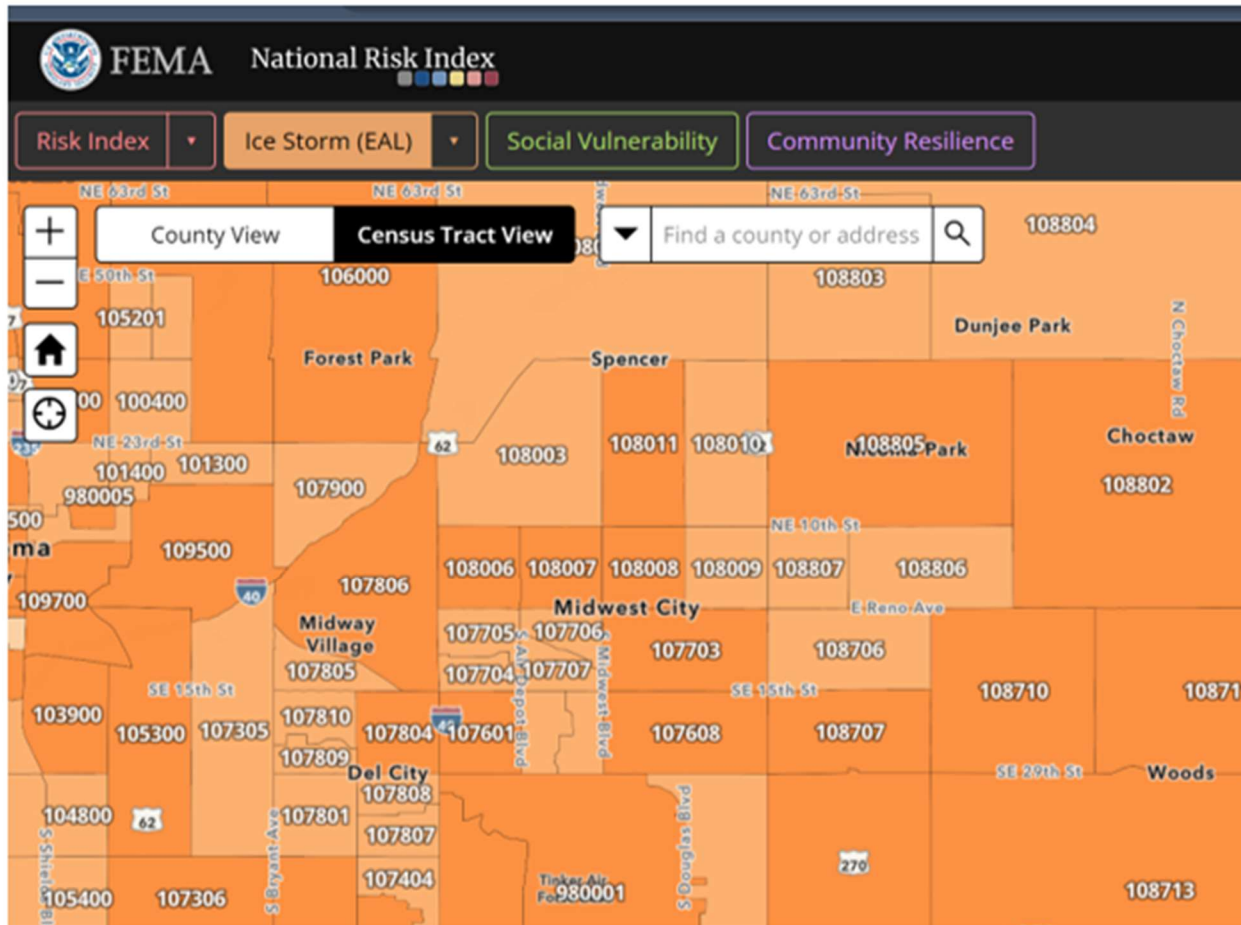 FEMA National Risk Index
Risk Index Ice Storm (EAL) Social Vulnerability Community Resilience
NE 63rd St NE 63rd St NE 63rd St
County View Census Tract View Find a county or address
108804
E 50th St 106000 108803
105201 Dunjee Park
N Choctaw Rd
Forest Park Spencer
100400
NE 23rd St 62 108011 108010 108805 Choctaw
235 108003 Park
101400 101300
980005 107900 108802
NE 10th St
109500
108006 108007 108008 108009 108807 108806
40 107806
109700 Midwest City E Reno Ave
Midway
Village
107705 107706 107703 108706
107805 107704 107707
S Air Depot Blvd
S Midwest Blvd
SE 15th St SE 15th St 108710
103900 107810
105300 107305 107804 107601 107608 108707
107809
Del City SE 29th St Woods
107808
104800 62 107801
107807
S Bryant Ave
S Douglas Blvd
107404 270
105400 107306 980001 108713